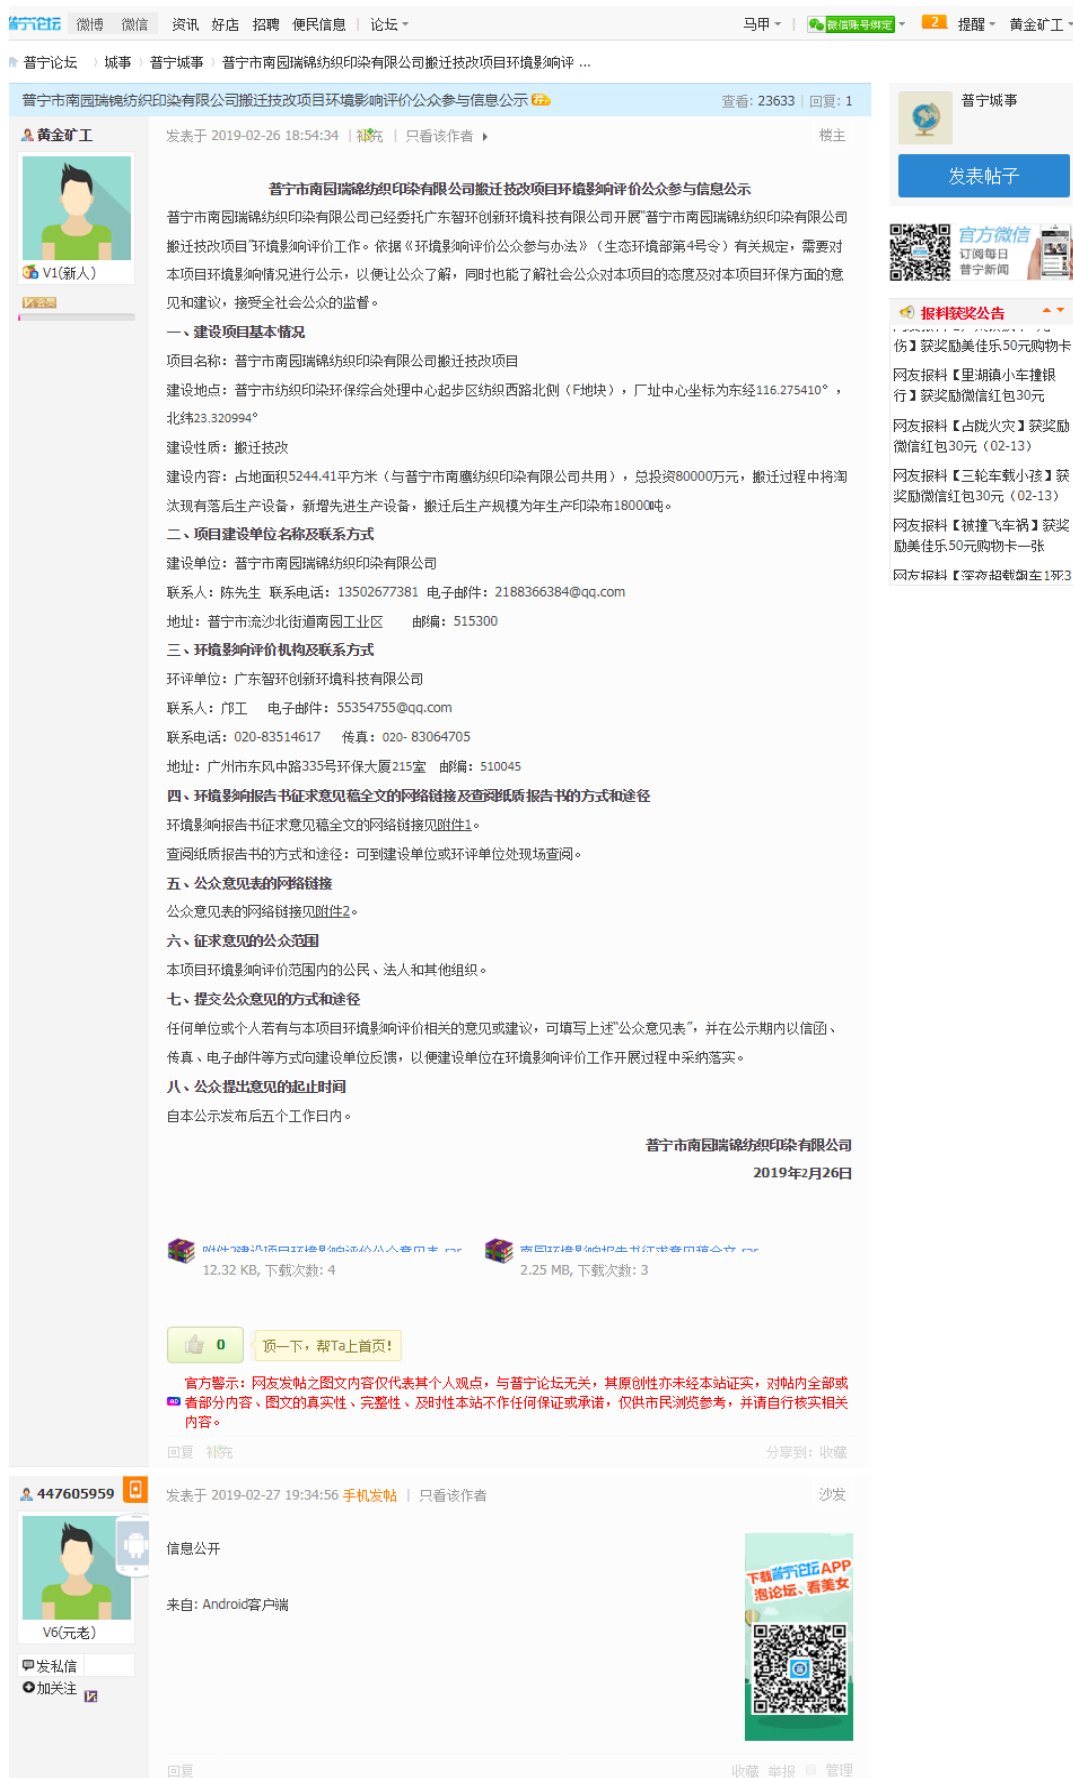 普宁论坛 微博 微信 资讯 好店 招聘 便民信息 | 论坛 马甲 | 微信账号绑定 2 提醒 黄金矿工
普宁论坛 城事 普宁城事 普宁市南园瑞锦纺织印染有限公司搬迁技改项目环境影响评 ...
普宁市南园瑞锦纺织印染有限公司搬迁技改项目环境影响评价公众参与信息公示 查看: 23633 | 回复: 1
黄金矿工
V1(新人)
发表于 2019-02-26 18:54:34 | 补充 | 只看该作者 楼主
普宁市南园瑞锦纺织印染有限公司搬迁技改项目环境影响评价公众参与信息公示
普宁市南园瑞锦纺织印染有限公司已经委托广东智环创新环境科技有限公司开展"普宁市南园瑞锦纺织印染有限公司
搬迁技改项目"环境影响评价工作。依据《环境影响评价公众参与办法》（生态环境部第4号令）有关规定，需要对
本项目环境影响情况进行公示，以便让公众了解，同时也能了解社会公众对本项目的态度及对本项目环保方面的意
见和建议，接受全社会公众的监督。
一、建设项目基本情况
项目名称：普宁市南园瑞锦纺织印染有限公司搬迁技改项目
建设地点：普宁市纺织印染环保综合处理中心起步区纺织西路北侧（F地块），厂址中心坐标为东经116.275410°，
北纬23.320994°
建设性质：搬迁技改
建设内容：占地面积5244.41平方米（与普宁市南鹰纺织印染有限公司共用），总投资80000万元，搬迁过程中将淘
汰现有落后生产设备，新增先进生产设备，搬迁后生产规模为年生产印染布18000吨。
二、项目建设单位名称及联系方式
建设单位：普宁市南园瑞锦纺织印染有限公司
联系人：陈先生 联系电话：13502677381 电子邮件：2188366384@qq.com
地址：普宁市流沙北街道南园工业区 邮编：515300
三、环境影响评价机构及联系方式
环评单位：广东智环创新环境科技有限公司
联系人：邝工 电子邮件：55354755@qq.com
联系电话：020-83514617 传真：020- 83064705
地址：广州市东风中路335号环保大厦215室 邮编：510045
四、环境影响报告书征求意见稿全文的网络链接及查阅纸质报告书的方式和途径
环境影响报告书征求意见稿全文的网络链接见附件1。
查阅纸质报告书的方式和途径：可到建设单位或环评单位处现场查阅。
五、公众意见表的网络链接
公众意见表的网络链接见附件2。
六、征求意见的公众范围
本项目环境影响评价范围内的公民、法人和其他组织。
七、提交公众意见的方式和途径
任何单位或个人若有与本项目环境影响评价相关的意见或建议，可填写上述"公众意见表"，并在公示期内以信函、
传真、电子邮件等方式向建设单位反馈，以便建设单位在环境影响评价工作开展过程中采纳落实。
八、公众提出意见的起止时间
自本公示发布后五个工作日内。
普宁市南园瑞锦纺织印染有限公司
2019年2月26日
附件2建设项目环境影响评价公众意见表.rar 南园环境影响报告书征求意见稿全文.rar
12.32 KB, 下载次数: 4 2.25 MB, 下载次数: 3
0 顶一下，帮Ta上首页!
官方警示：网友发帖之图文内容仅代表其个人观点，与普宁论坛无关，其原创性亦未经本站证实，对帖内全部或
者部分内容、图文的真实性、完整性、及时性本站不作任何保证或承诺，仅供市民浏览参考，并请自行核实相关
内容。
回复 补充 分享到: 收藏
447605959
V6(元老)
发私信
加关注
发表于 2019-02-27 19:34:56 手机发帖 | 只看该作者 沙发
信息公开
来自: Android客户端
下载普宁论坛APP
泡论坛、看美女
回复 收藏 举报 管理
普宁城事
发表帖子
官方微信
订阅每日
普宁新闻
报料获奖公告
伤】获奖励美佳乐50元购物卡
网友报料【里湖镇小车撞银
行】获奖励微信红包30元
网友报料【占陇火灾】获奖励
微信红包30元（02-13）
网友报料【三轮车载小孩】获
奖励微信红包30元（02-13）
网友报料【被撞飞车祸】获奖
励美佳乐50元购物卡一张
网友报料【深夜超载翻车1死3